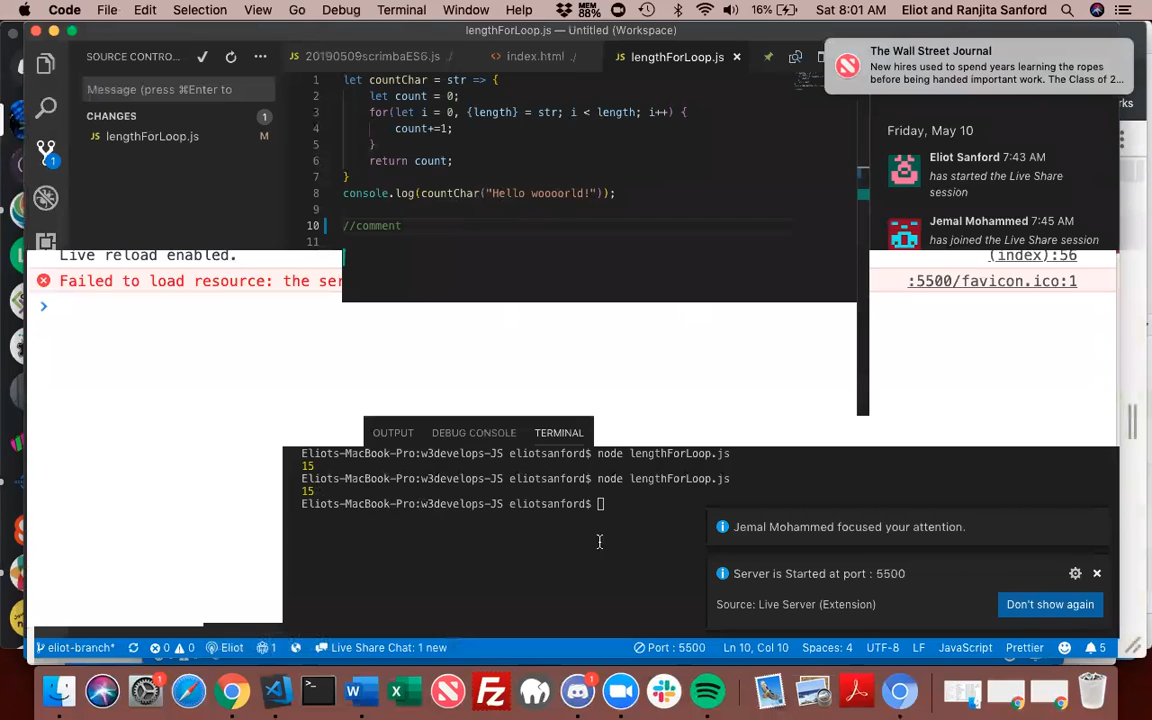 Code File Edit Selection View Go Debug Terminal Window Help MEM 88% 16% Sat 8:01 AM Eliot and Ranjita Sanford
lengthForLoop.js — Untitled (Workspace)
SOURCE CONTRO...
20190509scrimbaES6.js ./
index.html ./
lengthForLoop.js
The Wall Street Journal
New hires used to spend years learning the ropes
before being handed important work. The Class of 2...
Message (press ⌘Enter to
CHANGES 1
lengthForLoop.js M
1 let countChar = str => {
2 let count = 0;
3 for(let i = 0, {length} = str; i < length; i++) {
4 count+=1;
5 }
6 return count;
7 }
8 console.log(countChar("Hello woooorld!"));
9
10 //comment
11
1
Friday, May 10
Eliot Sanford 7:43 AM
has started the Live Share
session
Jemal Mohammed 7:45 AM
has joined the Live Share session
Live reload enabled. (index):56
Failed to load resource: the ser :5500/favicon.ico:1
OUTPUT DEBUG CONSOLE TERMINAL
Eliots-MacBook-Pro:w3develops-JS eliotsanford$ node lengthForLoop.js
15
Eliots-MacBook-Pro:w3develops-JS eliotsanford$ node lengthForLoop.js
15
Eliots-MacBook-Pro:w3develops-JS eliotsanford$
Jemal Mohammed focused your attention.
Server is Started at port : 5500
Source: Live Server (Extension)
Don't show again
eliot-branch* 0 0 Eliot 1 Live Share Chat: 1 new Port : 5500 Ln 10, Col 10 Spaces: 4 UTF-8 LF JavaScript Prettier 5
1